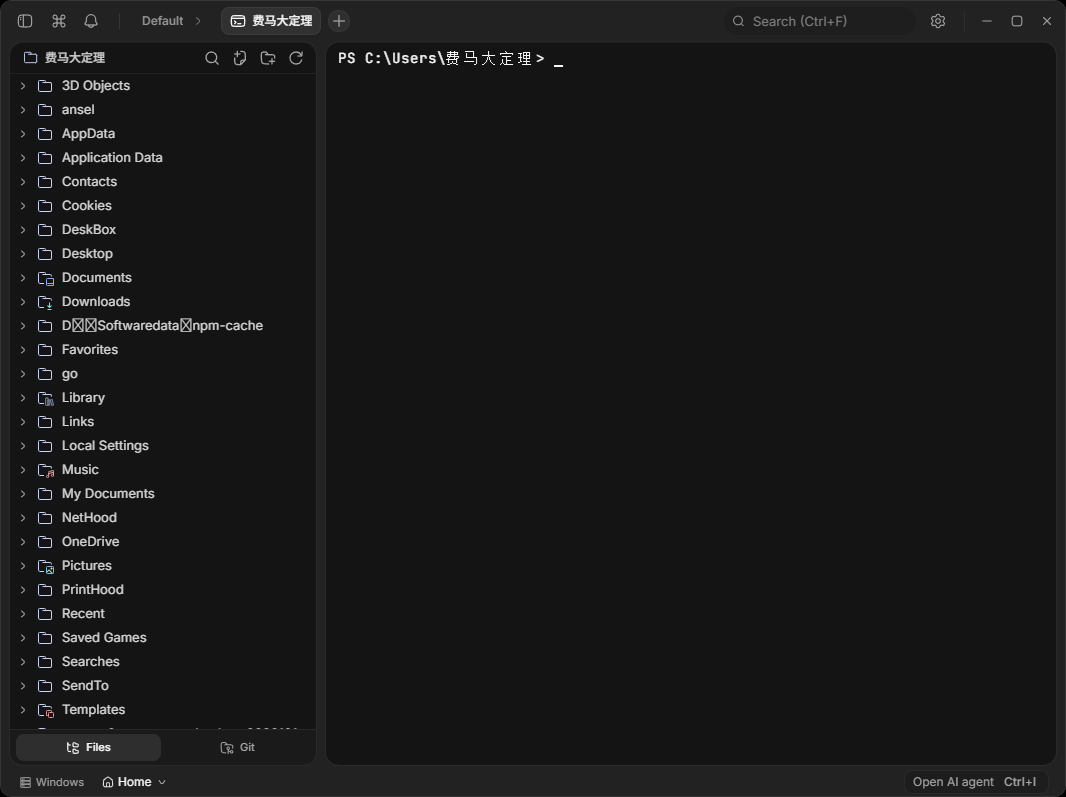 Default
费马大定理
Search (Ctrl+F)
费马大定理
PS C:\Users\费马大定理>
3D Objects
ansel
AppData
Application Data
Contacts
Cookies
DeskBox
Desktop
Documents
Downloads
D☒☒Softwaredata☒npm-cache
Favorites
go
Library
Links
Local Settings
Music
My Documents
NetHood
OneDrive
Pictures
PrintHood
Recent
Saved Games
Searches
SendTo
Templates
Files
Git
Windows
Home
Open AI agent Ctrl+I